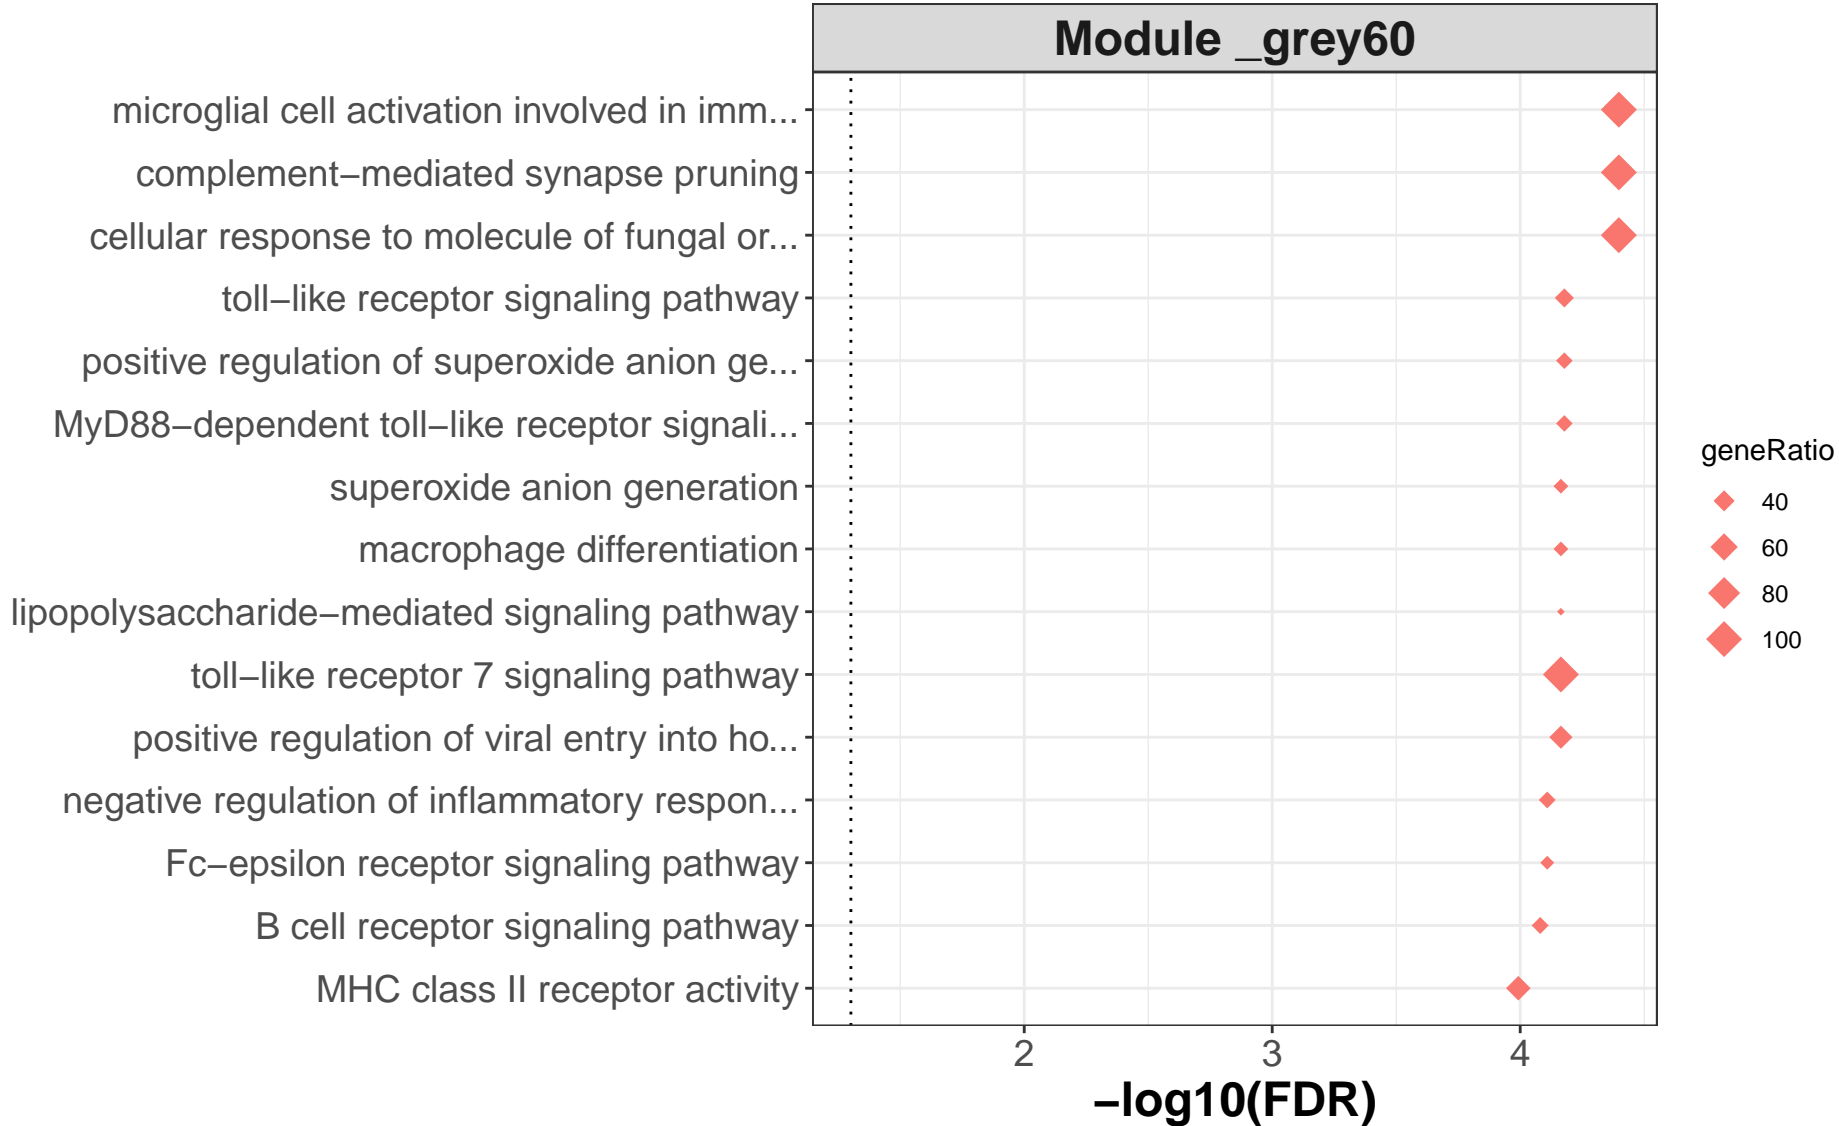 Module _grey60
microglial cell activation involved in imm...
complement−mediated synapse pruning
cellular response to molecule of fungal or...
toll−like receptor signaling pathway
positive regulation of superoxide anion ge...
MyD88−dependent toll−like receptor signali...
superoxide anion generation
macrophage differentiation
lipopolysaccharide−mediated signaling pathway
toll−like receptor 7 signaling pathway
positive regulation of viral entry into ho...
negative regulation of inflammatory respon...
Fc−epsilon receptor signaling pathway
B cell receptor signaling pathway
MHC class II receptor activity
2 3 4
−log10(FDR)
geneRatio
40
60
80
100